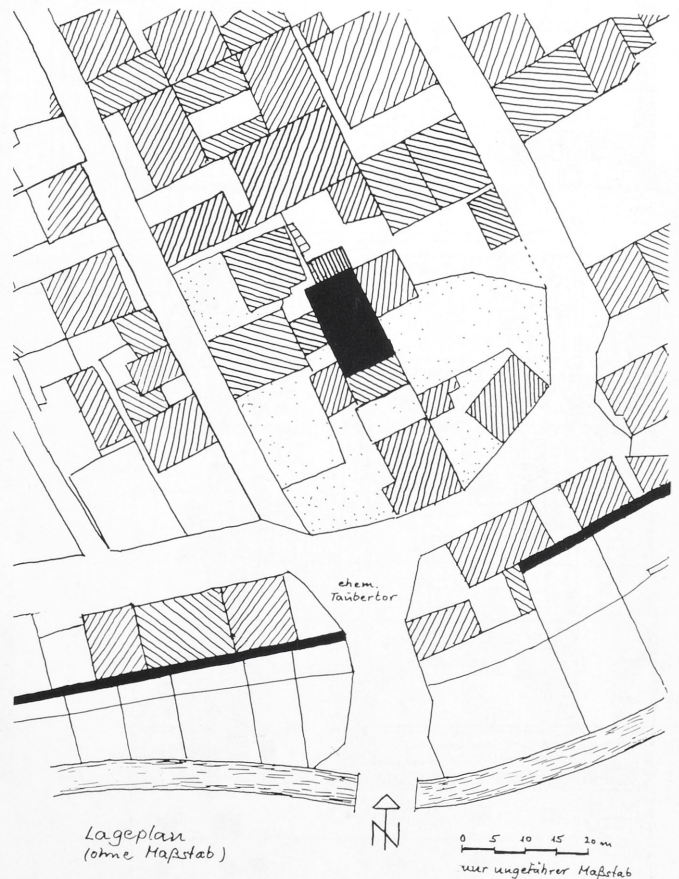 ehem.
Taubertor
Lageplan
(ohne Maßstab)
N
0 5 10 15 20 m
nur ungefährer Maßstab